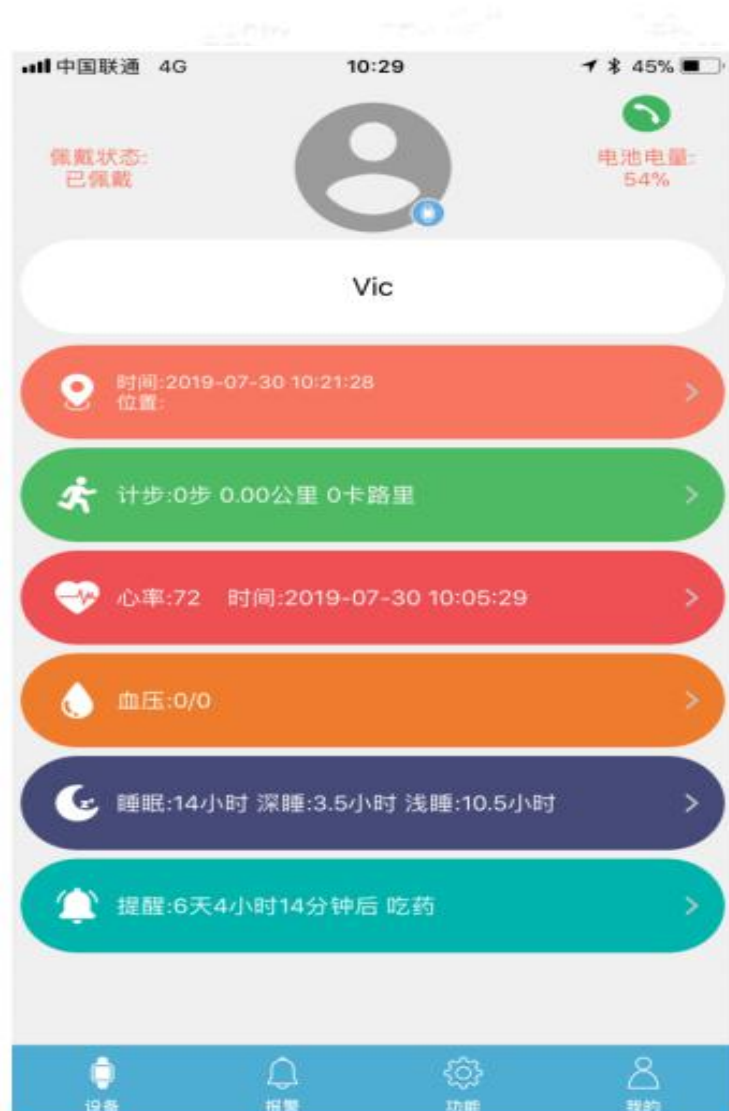 中国联通 4G 10:29 45%
佩戴状态:
已佩戴
电池电量:
54%
Vic
时间:2019-07-30 10:21:28
位置:
计步:0步 0.00公里 0卡路里
心率:72 时间:2019-07-30 10:05:29
血压:0/0
睡眠:14小时 深睡:3.5小时 浅睡:10.5小时
提醒:6天4小时14分钟后 吃药
设备 报警 功能 我的